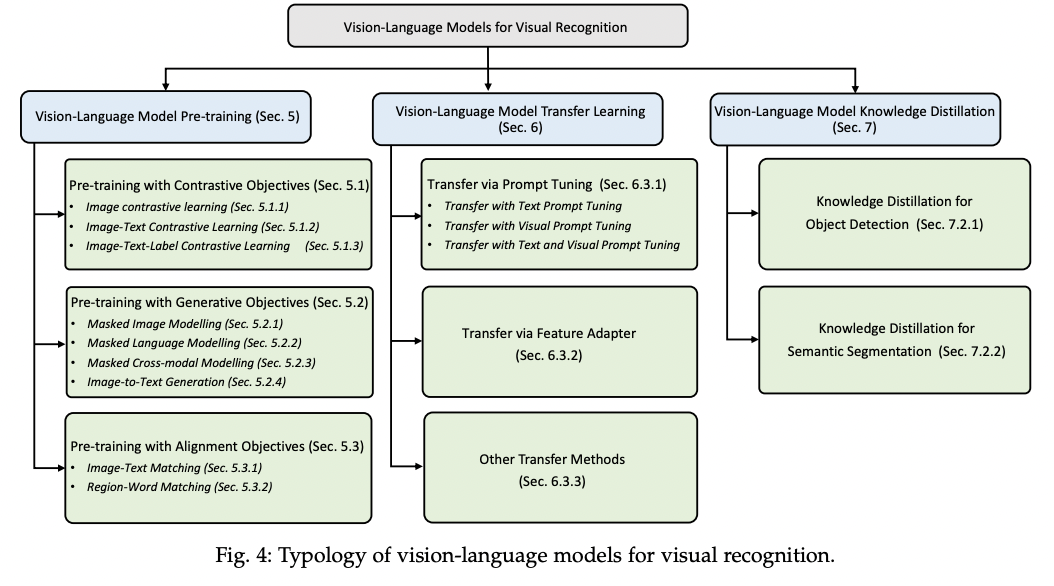 Vision-Language Models for Visual Recognition
Vision-Language Model Pre-training (Sec. 5)
Pre-training with Contrastive Objectives (Sec. 5.1)
• Image contrastive learning (Sec. 5.1.1)
• Image-Text Contrastive Learning (Sec. 5.1.2)
• Image-Text-Label Contrastive Learning (Sec. 5.1.3)
Pre-training with Generative Objectives (Sec. 5.2)
• Masked Image Modelling (Sec. 5.2.1)
• Masked Language Modelling (Sec. 5.2.2)
• Masked Cross-modal Modelling (Sec. 5.2.3)
• Image-to-Text Generation (Sec. 5.2.4)
Pre-training with Alignment Objectives (Sec. 5.3)
• Image-Text Matching (Sec. 5.3.1)
• Region-Word Matching (Sec. 5.3.2)
Vision-Language Model Transfer Learning
(Sec. 6)
Transfer via Prompt Tuning (Sec. 6.3.1)
• Transfer with Text Prompt Tuning
• Transfer with Visual Prompt Tuning
• Transfer with Text and Visual Prompt Tuning
Transfer via Feature Adapter
(Sec. 6.3.2)
Other Transfer Methods
(Sec. 6.3.3)
Vision-Language Model Knowledge Distillation
(Sec. 7)
Knowledge Distillation for
Object Detection (Sec. 7.2.1)
Knowledge Distillation for
Semantic Segmentation (Sec. 7.2.2)
Fig. 4: Typology of vision-language models for visual recognition.